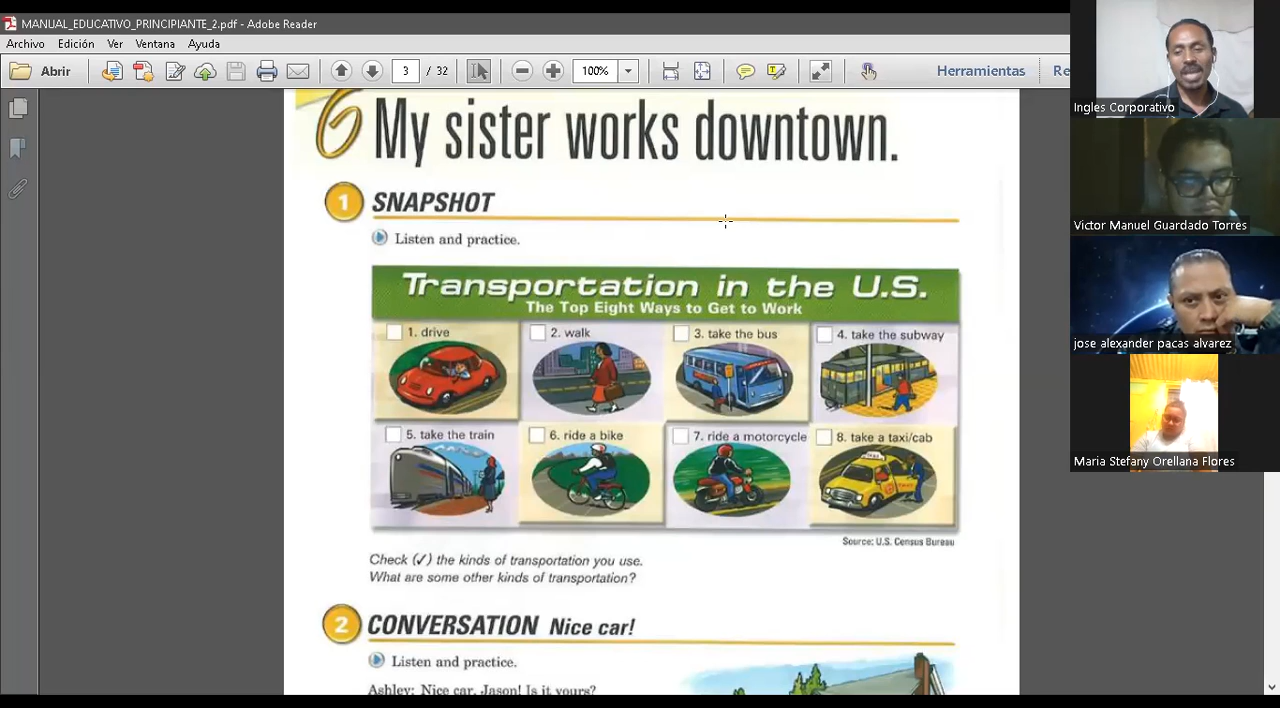 MANUAL_EDUCATIVO_PRINCIPIANTE_2.pdf - Adobe Reader
Archivo Edición Ver Ventana Ayuda
Abrir 3 / 32 100% Herramientas Re
6 My sister works downtown.
1 SNAPSHOT
Listen and practice.
Transportation in the U.S.
The Top Eight Ways to Get to Work
1. drive 2. walk 3. take the bus 4. take the subway
5. take the train 6. ride a bike 7. ride a motorcycle 8. take a taxi/cab
TAXI
Source: U.S. Census Bureau
Check (✓) the kinds of transportation you use.
What are some other kinds of transportation?
2 CONVERSATION Nice car!
Listen and practice.
Ashley: Nice car, Jason! Is it yours?
Ingles Corporativo
Victor Manuel Guardado Torres
jose alexander pacas alvarez
Maria Stefany Orellana Flores